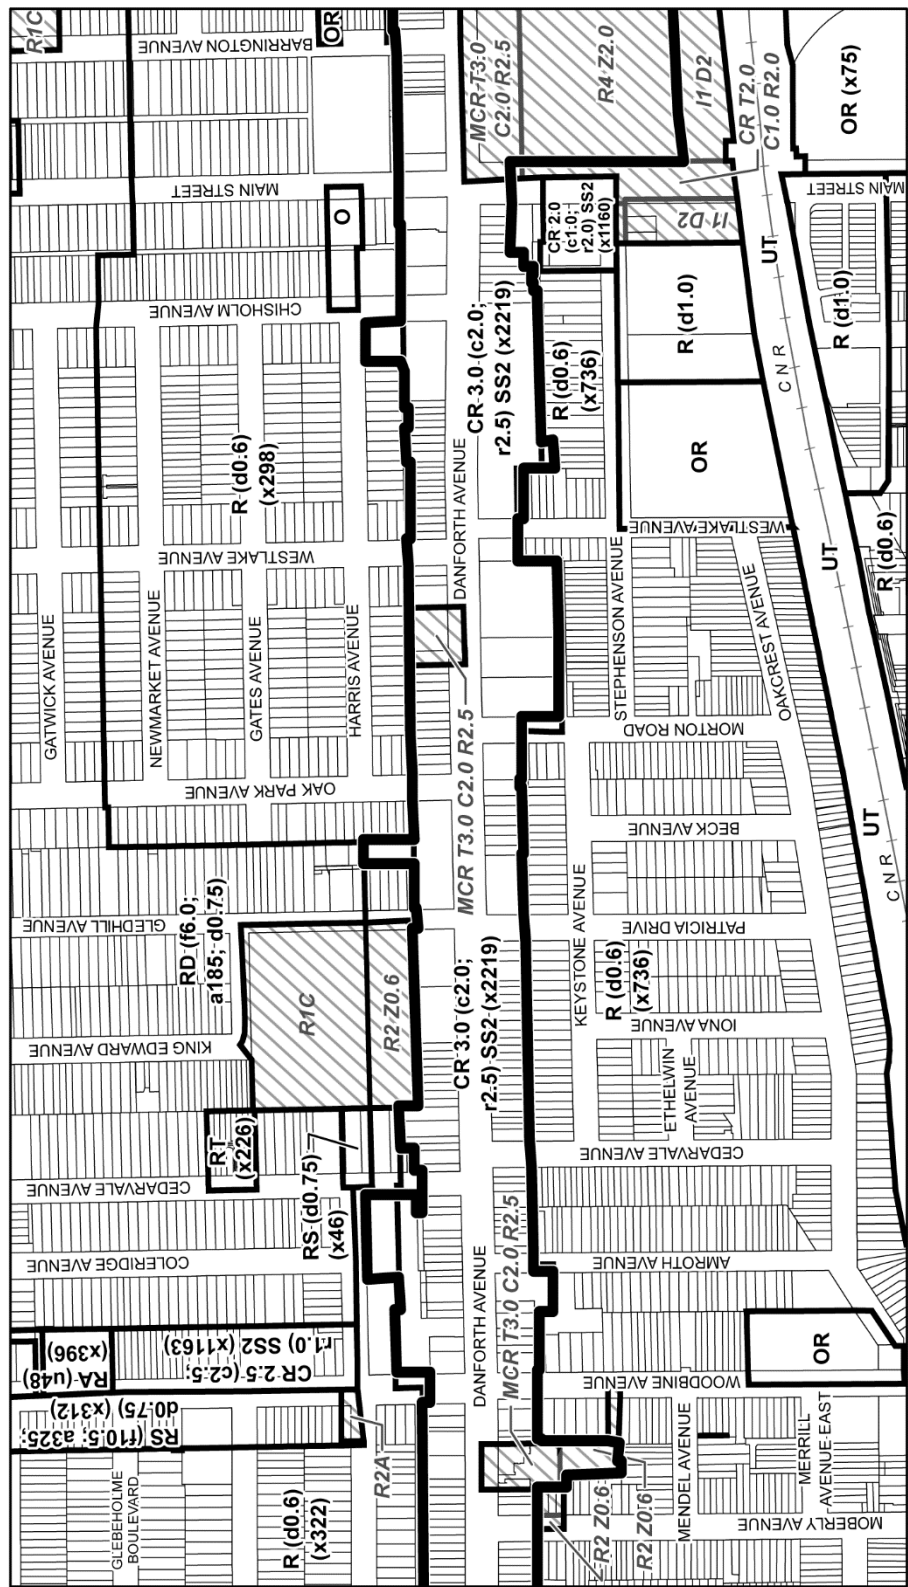 R1C
BARRINGTON AVENUE
OR
MCR T3.0
C2.0 R2.5
R4 Z2.0
I1 D2
CR T2.0
C1.0 R2.0
OR (x75)
MAIN STREET
O
CR 2.0
(c1.0;
r2.0) SS2
(x1160)
I1 D2
MAIN STREET
UT
CHISHOLM AVENUE
R (d0.6)
(x298)
CR 3.0 (c2.0;
r2.5) SS2 (x2219)
R (d0.6)
(x736)
R (d1.0)
CNR
R (d1.0)
OR
DANFORTH AVENUE
WESTLAKE AVENUE
WESTLAKE AVENUE
UT
R (d0.6)
GATWICK AVENUE
NEWMARKET AVENUE
GATES AVENUE
HARRIS AVENUE
STEPHENSON AVENUE
OAKCREST AVENUE
MORTON ROAD
OAK PARK AVENUE
MCR T3.0 C2.0 R2.5
BECK AVENUE
UT
CNR
GLEDHILL AVENUE
RD (f6.0;
a185; d0.75)
PATRICIA DRIVE
KEYSTONE AVENUE
R1C
R2 Z0.6
CR 3.0 (c2.0;
r2.5) SS2 (x2219)
R (d0.6)
(x736)
KING EDWARD AVENUE
IONA AVENUE
ETHELWIN
AVENUE
RT
(x226)
RS (d0.75)
(x46)
CEDARVALE AVENUE
CEDARVALE AVENUE
COLERIDGE AVENUE
AMROTH AVENUE
MCR T3.0 C2.0 R2.5
DANFORTH AVENUE
RA (u48)
(x396)
CR 2.5 (c2.5;
r1.0) SS2 (x1163)
OR
WOODBINE AVENUE
RS (f10.5; a325;
d0.75) (x312)
R2A
GLEBEHOLME
BOULEVARD
R (d0.6)
(x322)
R2 Z0.6
R2 Z0.6
MENDEL AVENUE
MERRILL
AVENUE EAST
MOBERLY AVENUE